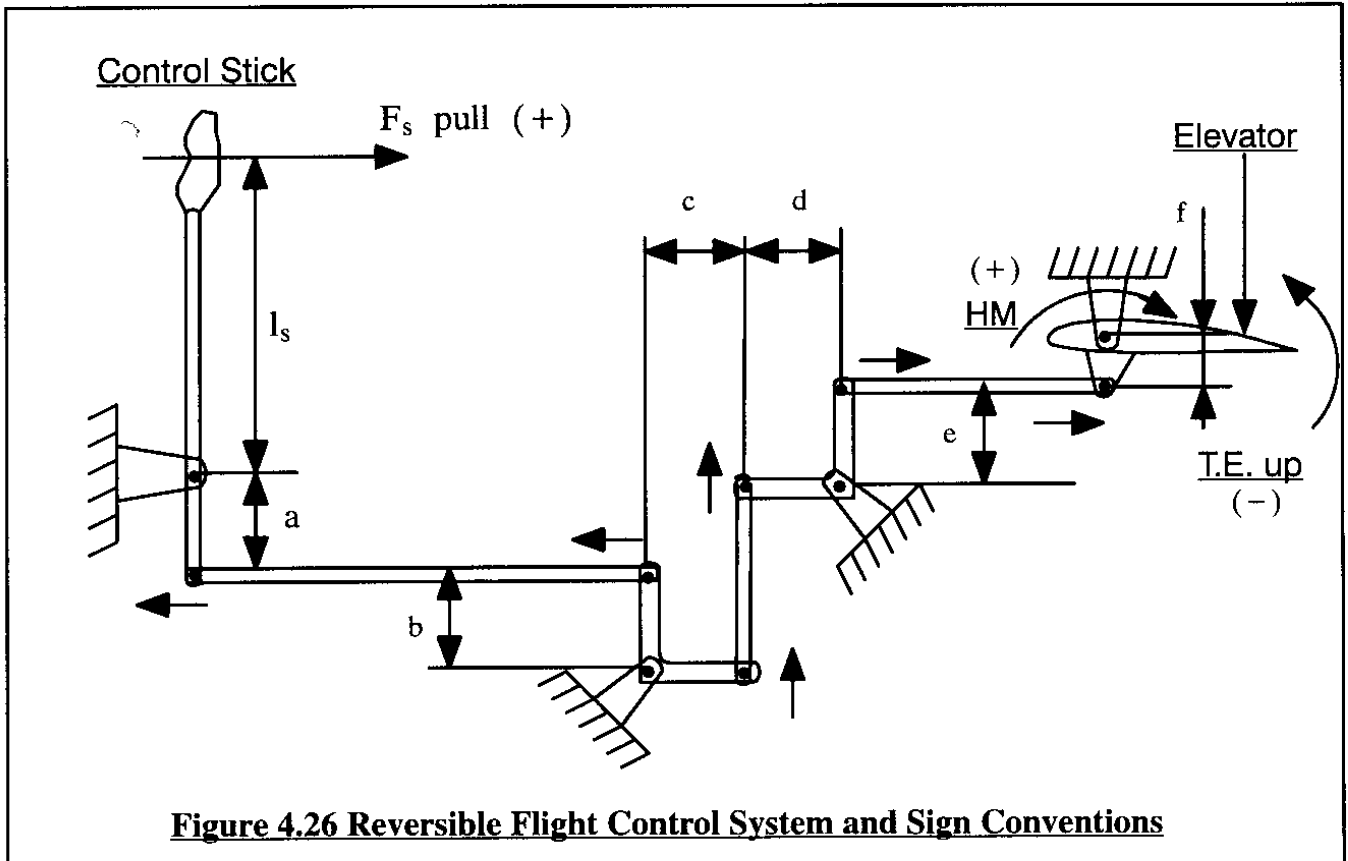 Control Stick
F_s pull (+)
Elevator
c
d
f
(+)
HM
l_s
e
T.E. up
(−)
a
b
Figure 4.26 Reversible Flight Control System and Sign Conventions